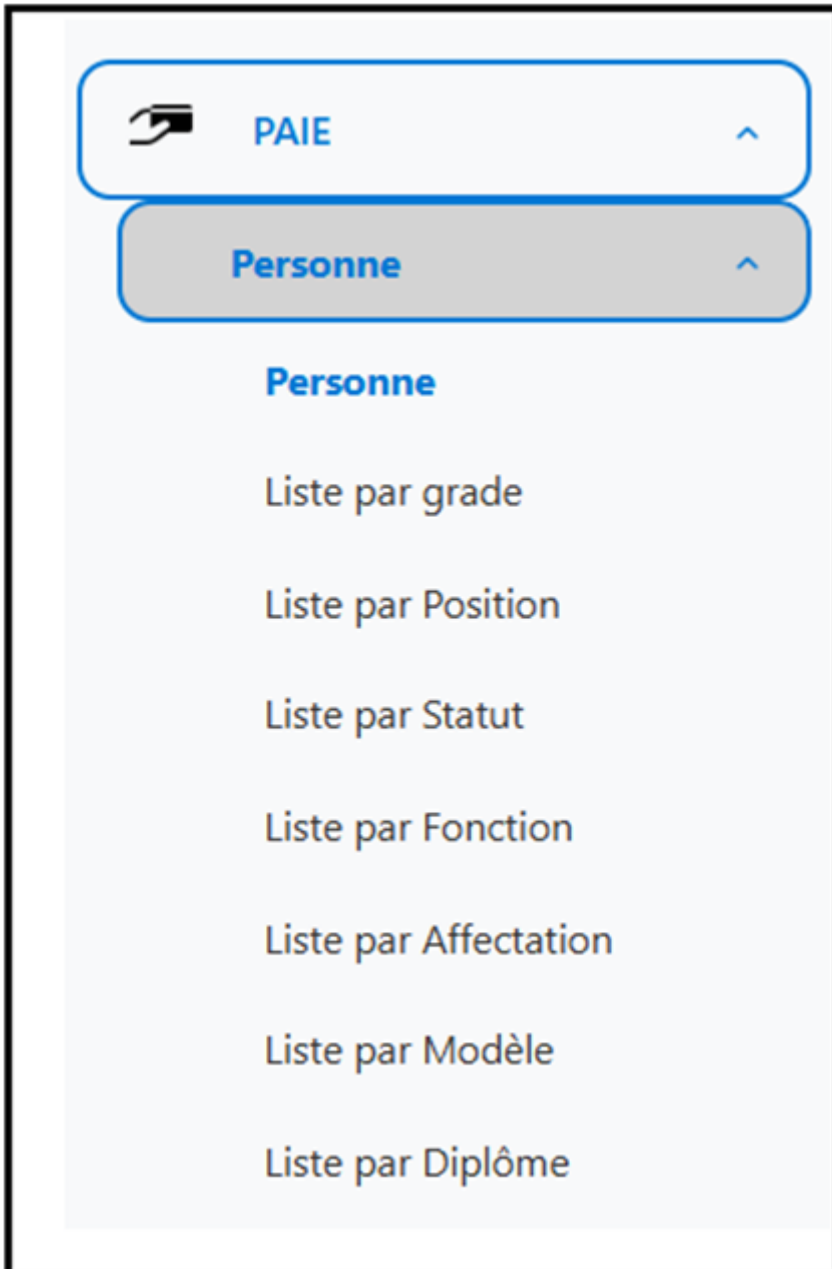 PAIE
Personne
Personne
Liste par grade
Liste par Position
Liste par Statut
Liste par Fonction
Liste par Affectation
Liste par Modèle
Liste par Diplôme